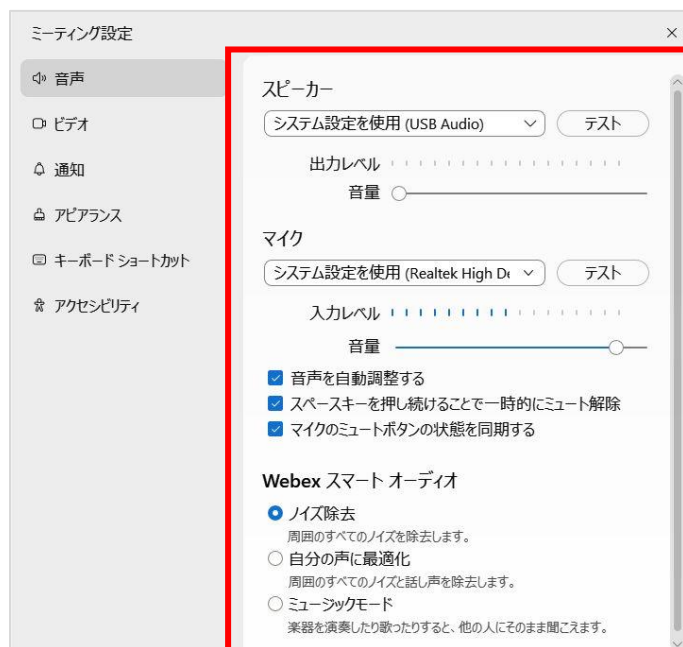 ミーティング設定
音声
ビデオ
通知
アピアランス
キーボード ショートカット
アクセシビリティ
スピーカー
システム設定を使用 (USB Audio)
テスト
出力レベル
音量
マイク
システム設定を使用 (Realtek High De
テスト
入力レベル
音量
音声を自動調整する
スペースキーを押し続けることで一時的にミュート解除
マイクのミュートボタンの状態を同期する
Webex スマート オーディオ
ノイズ除去
周囲のすべてのノイズを除去します。
自分の声に最適化
周囲のすべてのノイズと話し声を除去します。
ミュージックモード
楽器を演奏したり歌ったりすると、他の人にそのまま聞こえます。